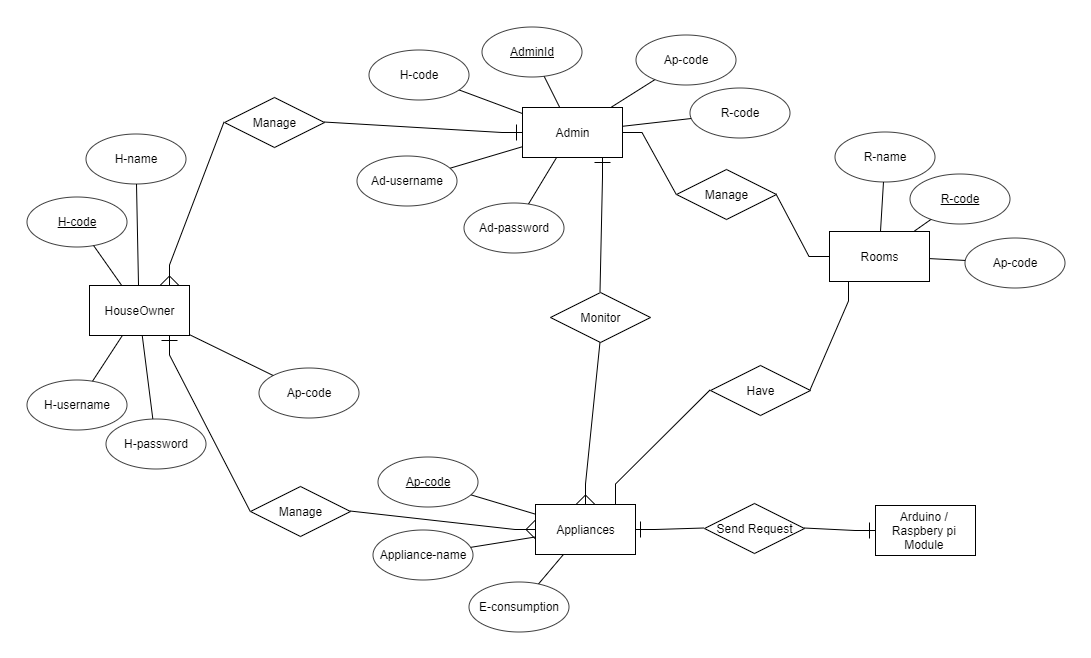 AdminId
Ap-code
H-code
R-code
Manage
Admin
H-name
R-name
Ad-username
Manage
R-code
H-code
Ad-password
Rooms
Ap-code
HouseOwner
Monitor
Have
Ap-code
H-username
H-password
Ap-code
Manage
Appliances
Send Request
Arduino /
Raspbery pi
Module
Appliance-name
E-consumption